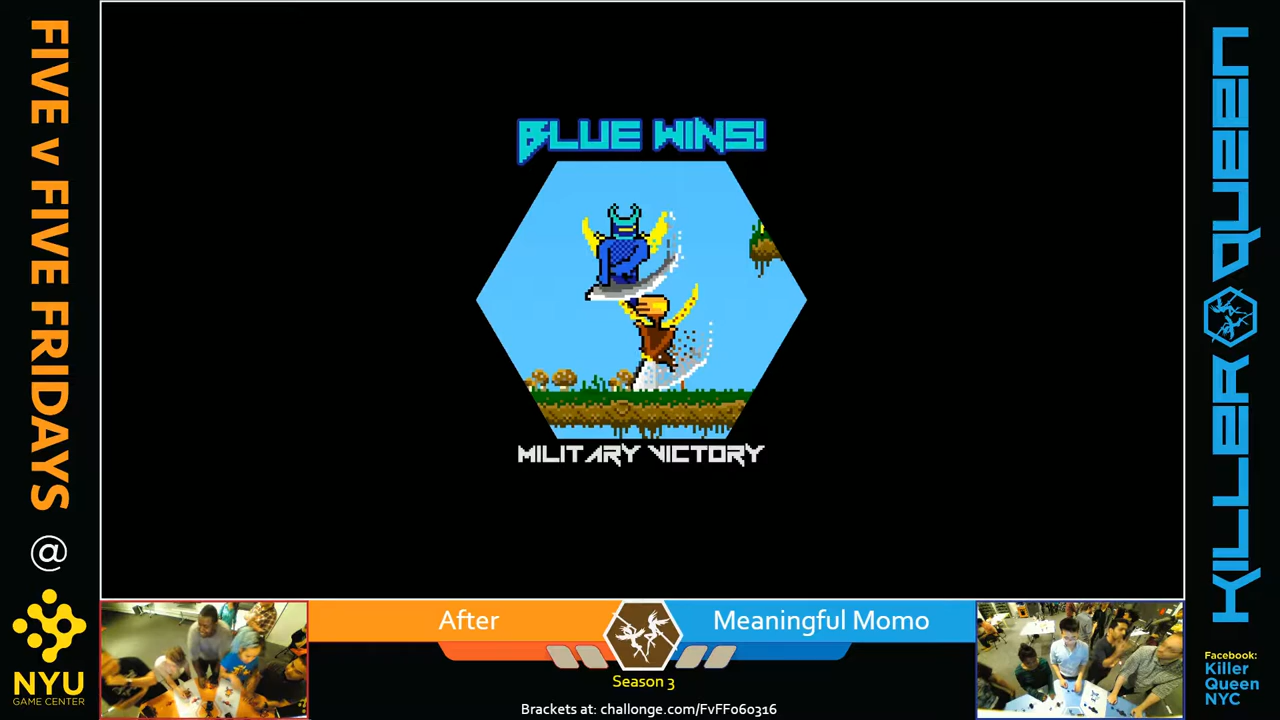 FIVE v FIVE FRIDAYS @
NYU
GAME CENTER
BLUE WINS!
MILITARY VICTORY
After
Meaningful Momo
Season 3
Brackets at: challonge.com/FvFF060316
KILLER QUEEN
Facebook:
Killer
Queen
NYC